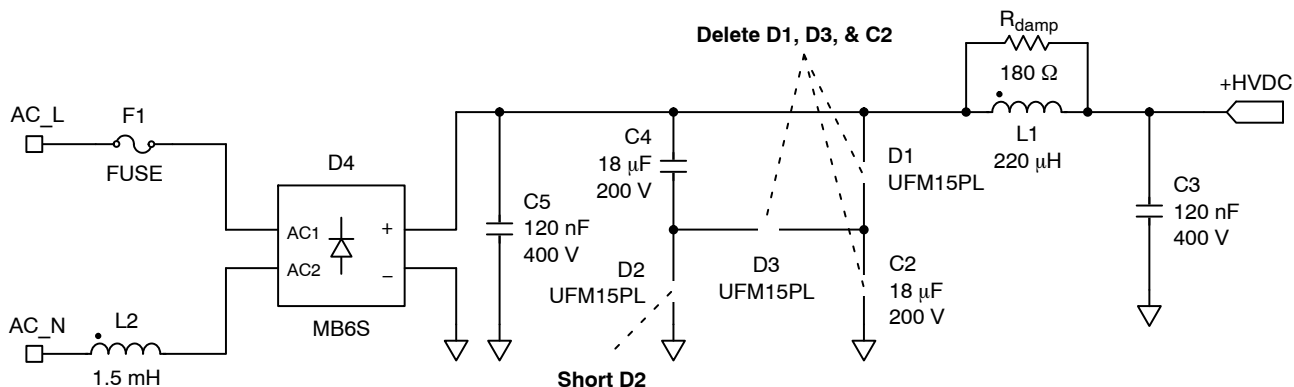 Delete D1, D3, & C2
Rdamp
180 Ω
+HVDC
AC_L
F1
FUSE
D4
C4
18 μF
200 V
D1
UFM15PL
L1
220 μH
C5
120 nF
400 V
C3
120 nF
400 V
AC1
AC2
+
−
D2
UFM15PL
D3
UFM15PL
C2
18 μF
200 V
AC_N
L2
1.5 mH
MB6S
Short D2